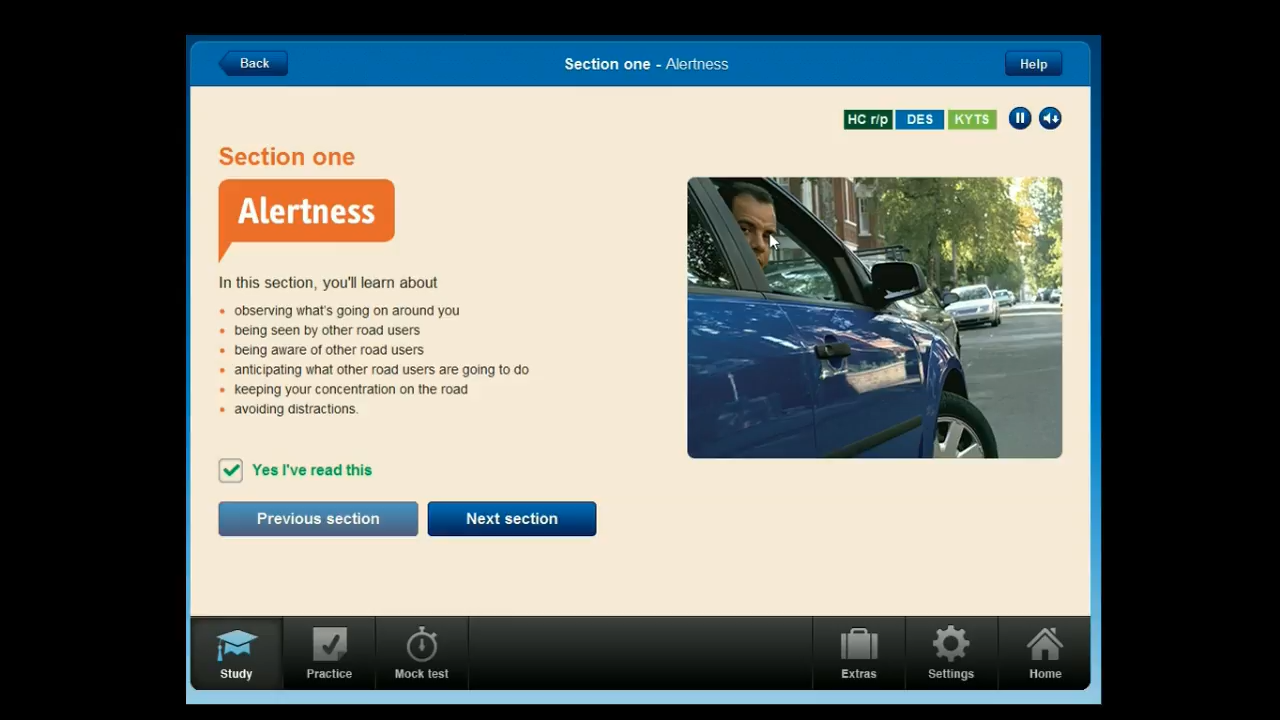 Back
Section one - Alertness
Help
HC r/p DES KYTS
Section one
Alertness
In this section, you'll learn about
observing what's going on around you
being seen by other road users
being aware of other road users
anticipating what other road users are going to do
keeping your concentration on the road
avoiding distractions.
Yes I've read this
Previous section
Next section
Study
Practice
Mock test
Extras
Settings
Home